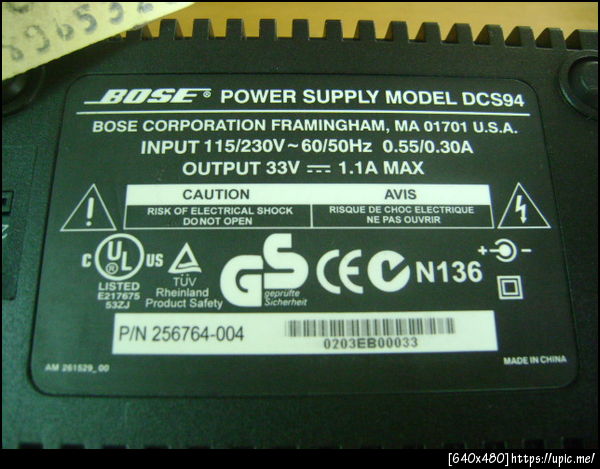 896592
BOSE® POWER SUPPLY MODEL DCS94
BOSE CORPORATION FRAMINGHAM, MA 01701 U.S.A.
INPUT 115/230V~60/50Hz 0.55/0.30A
OUTPUT 33V⎓1.1A MAX
CAUTION
RISK OF ELECTRICAL SHOCK
DO NOT OPEN
AVIS
RISQUE DE CHOC ELECTRIQUE
NE PAS OUVRIR
C UL® US
LISTED
E217675
53ZJ
TÜV
Rheinland
Product Safety
GS
geprüfte
Sicherheit
CE
N136
+ -
P/N 256764-004
0203EB00033
AM 261529_00
MADE IN CHINA
[640x480]https://upic.me/